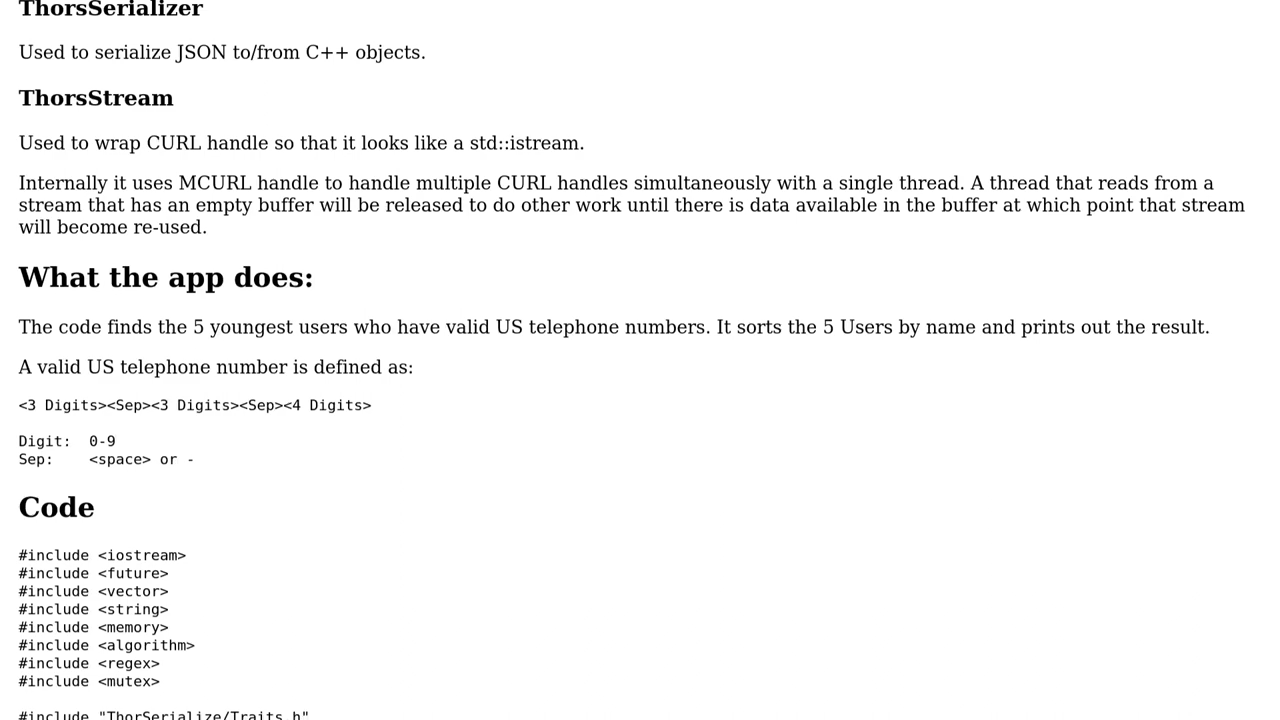 ThorsSerializer
Used to serialize JSON to/from C++ objects.
ThorsStream
Used to wrap CURL handle so that it looks like a std::istream.
Internally it uses MCURL handle to handle multiple CURL handles simultaneously with a single thread. A thread that reads from a
stream that has an empty buffer will be released to do other work until there is data available in the buffer at which point that stream
will become re-used.
What the app does:
The code finds the 5 youngest users who have valid US telephone numbers. It sorts the 5 Users by name and prints out the result.
A valid US telephone number is defined as:
<3 Digits><Sep><3 Digits><Sep><4 Digits>
Digit:  0-9
Sep:    <space> or -
Code
#include <iostream>
#include <future>
#include <vector>
#include <string>
#include <memory>
#include <algorithm>
#include <regex>
#include <mutex>
#include "ThorSerialize/Traits.h"